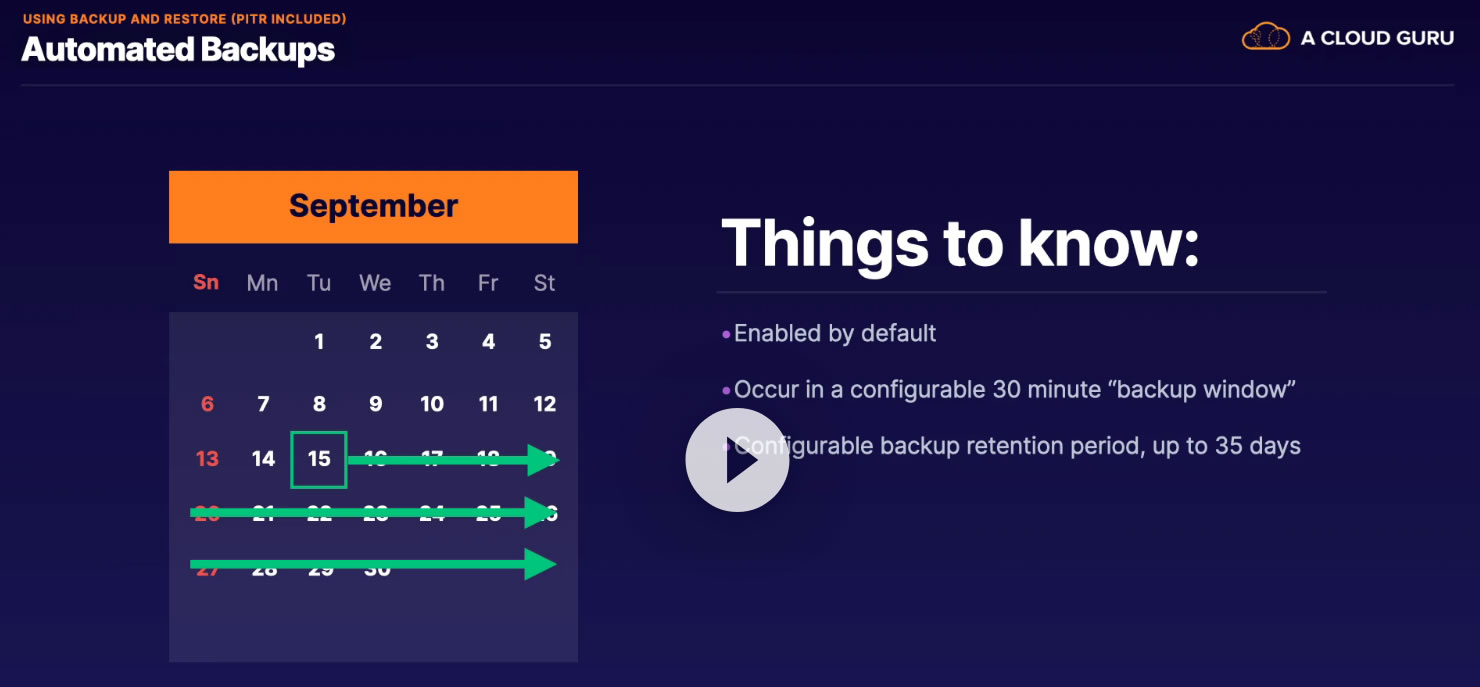 USING BACKUP AND RESTORE (PITR INCLUDED)
Automated Backups
A CLOUD GURU
September
Sn Mn Tu We Th Fr St
1 2 3 4 5
6 7 8 9 10 11 12
13 14 15 16 17 18 19
20 21 22 23 24 25 26
27 28 29 30
Things to know:
•Enabled by default
•Occur in a configurable 30 minute “backup window”
•Configurable backup retention period, up to 35 days